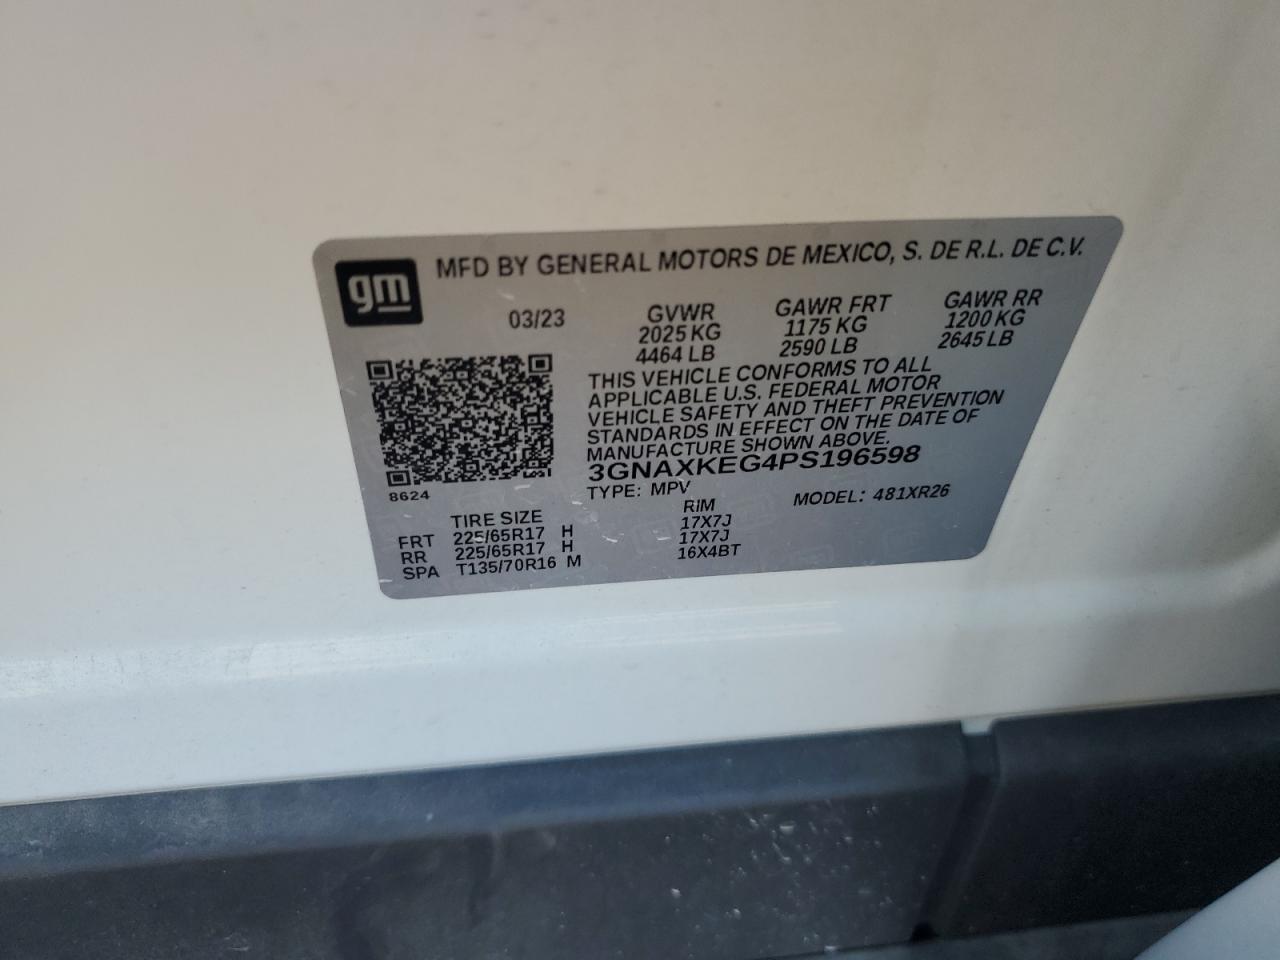 gm MFD BY GENERAL MOTORS DE MEXICO, S. DE R.L. DE C.V.
03/23 GVWR GAWR FRT GAWR RR
2025 KG 1175 KG 1200 KG
4464 LB 2590 LB 2645 LB
THIS VEHICLE CONFORMS TO ALL
APPLICABLE U.S. FEDERAL MOTOR
VEHICLE SAFETY AND THEFT PREVENTION
STANDARDS IN EFFECT ON THE DATE OF
MANUFACTURE SHOWN ABOVE.
3GNAXKEG4PS196598
8624 TYPE: MPV MODEL: 481XR26
TIRE SIZE RIM
FRT 225/65R17 H 17X7J
RR 225/65R17 H 17X7J
SPA T135/70R16 M 16X4BT